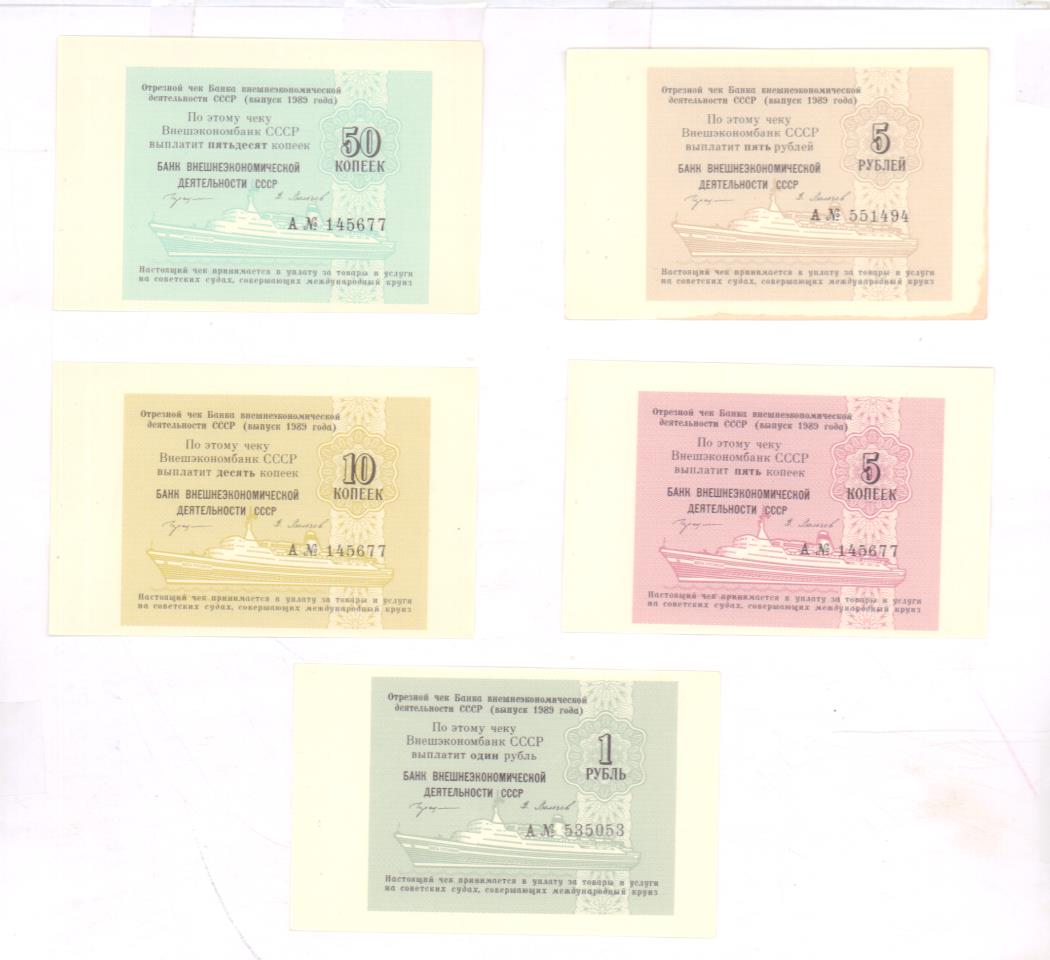 Отрезной чек Банка внешнеэкономической
деятельности СССР (выпуск 1989 года)
По этому чеку
Внешэкономбанк СССР
выплатит пятьдесят копеек
50
КОПЕЕК
БАНК ВНЕШНЕЭКОНОМИЧЕСКОЙ
ДЕЯТЕЛЬНОСТИ СССР
А № 145677
Настоящий чек принимается в уплату за товары и услуги
на советских судах, совершающих международный круиз
Отрезной чек Банка внешнеэкономической
деятельности СССР (выпуск 1989 года)
По этому чеку
Внешэкономбанк СССР
выплатит пять рублей
5
РУБЛЕЙ
БАНК ВНЕШНЕЭКОНОМИЧЕСКОЙ
ДЕЯТЕЛЬНОСТИ СССР
А № 551494
Настоящий чек принимается в уплату за товары и услуги
на советских судах, совершающих международный круиз
Отрезной чек Банка внешнеэкономической
деятельности СССР (выпуск 1989 года)
По этому чеку
Внешэкономбанк СССР
выплатит десять копеек
10
КОПЕЕК
БАНК ВНЕШНЕЭКОНОМИЧЕСКОЙ
ДЕЯТЕЛЬНОСТИ СССР
А № 145677
Настоящий чек принимается в уплату за товары и услуги
на советских судах, совершающих международный круиз
Отрезной чек Банка внешнеэкономической
деятельности СССР (выпуск 1989 года)
По этому чеку
Внешэкономбанк СССР
выплатит пять копеек
5
КОПЕЕК
БАНК ВНЕШНЕЭКОНОМИЧЕСКОЙ
ДЕЯТЕЛЬНОСТИ СССР
А № 145677
Настоящий чек принимается в уплату за товары и услуги
на советских судах, совершающих международный круиз
Отрезной чек Банка внешнеэкономической
деятельности СССР (выпуск 1989 года)
По этому чеку
Внешэкономбанк СССР
выплатит один рубль
1
РУБЛЬ
БАНК ВНЕШНЕЭКОНОМИЧЕСКОЙ
ДЕЯТЕЛЬНОСТИ СССР
А № 535053
Настоящий чек принимается в уплату за товары и услуги
на советских судах, совершающих международный круиз